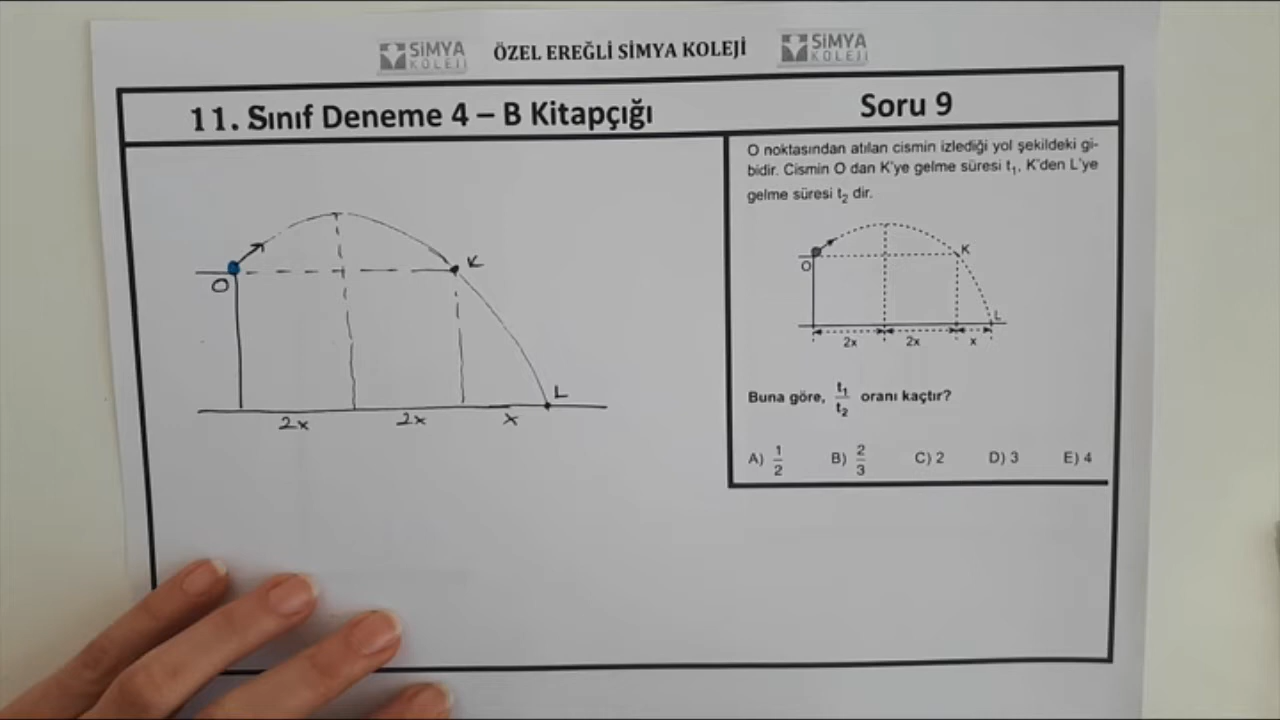 SİMYA
KOLEJİ
ÖZEL EREĞLİ SİMYA KOLEJİ
SİMYA
KOLEJİ
11. Sınıf Deneme 4 – B Kitapçığı
Soru 9
O noktasından atılan cismin izlediği yol şekildeki gi-
bidir. Cismin O dan K'ye gelme süresi t₁, K'den L'ye
gelme süresi t₂ dir.
O
K
L
2x
2x
x
O
K
L
2x
2x
x
Buna göre, t₁/t₂ oranı kaçtır?
A) 1/2 B) 2/3 C) 2 D) 3 E) 4